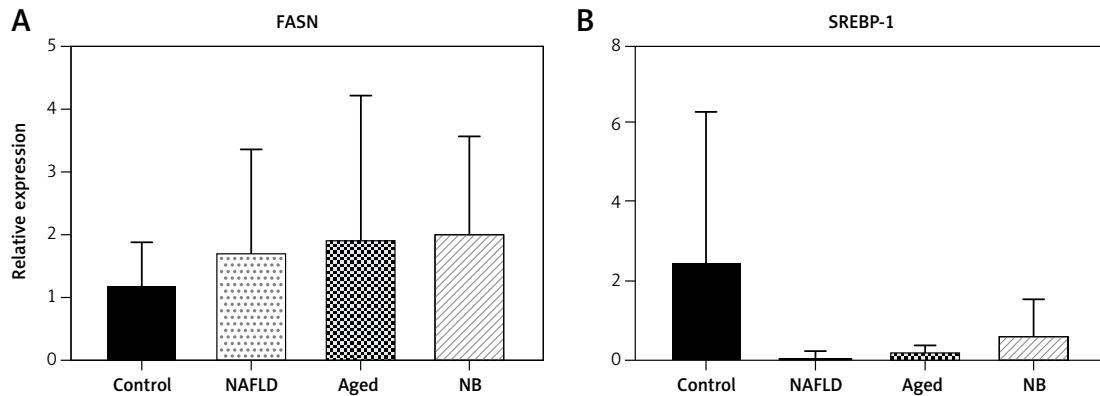 A
FASN
Relative expression
5
4
3
2
1
0
Control NAFLD Aged NB
B
SREBP-1
8
6
4
2
0
Control NAFLD Aged NB